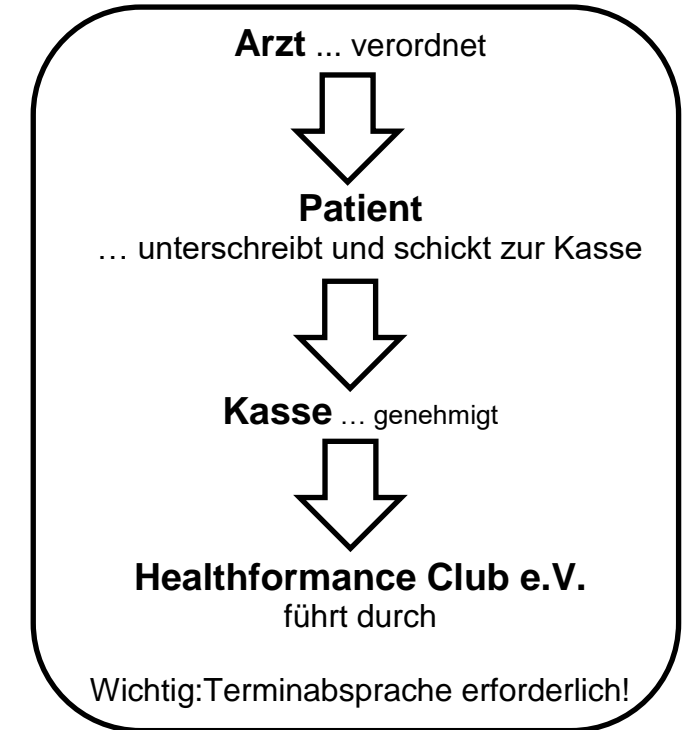 Arzt ... verordnet
Patient
… unterschreibt und schickt zur Kasse
Kasse … genehmigt
Healthformance Club e.V.
führt durch
Wichtig:Terminabsprache erforderlich!